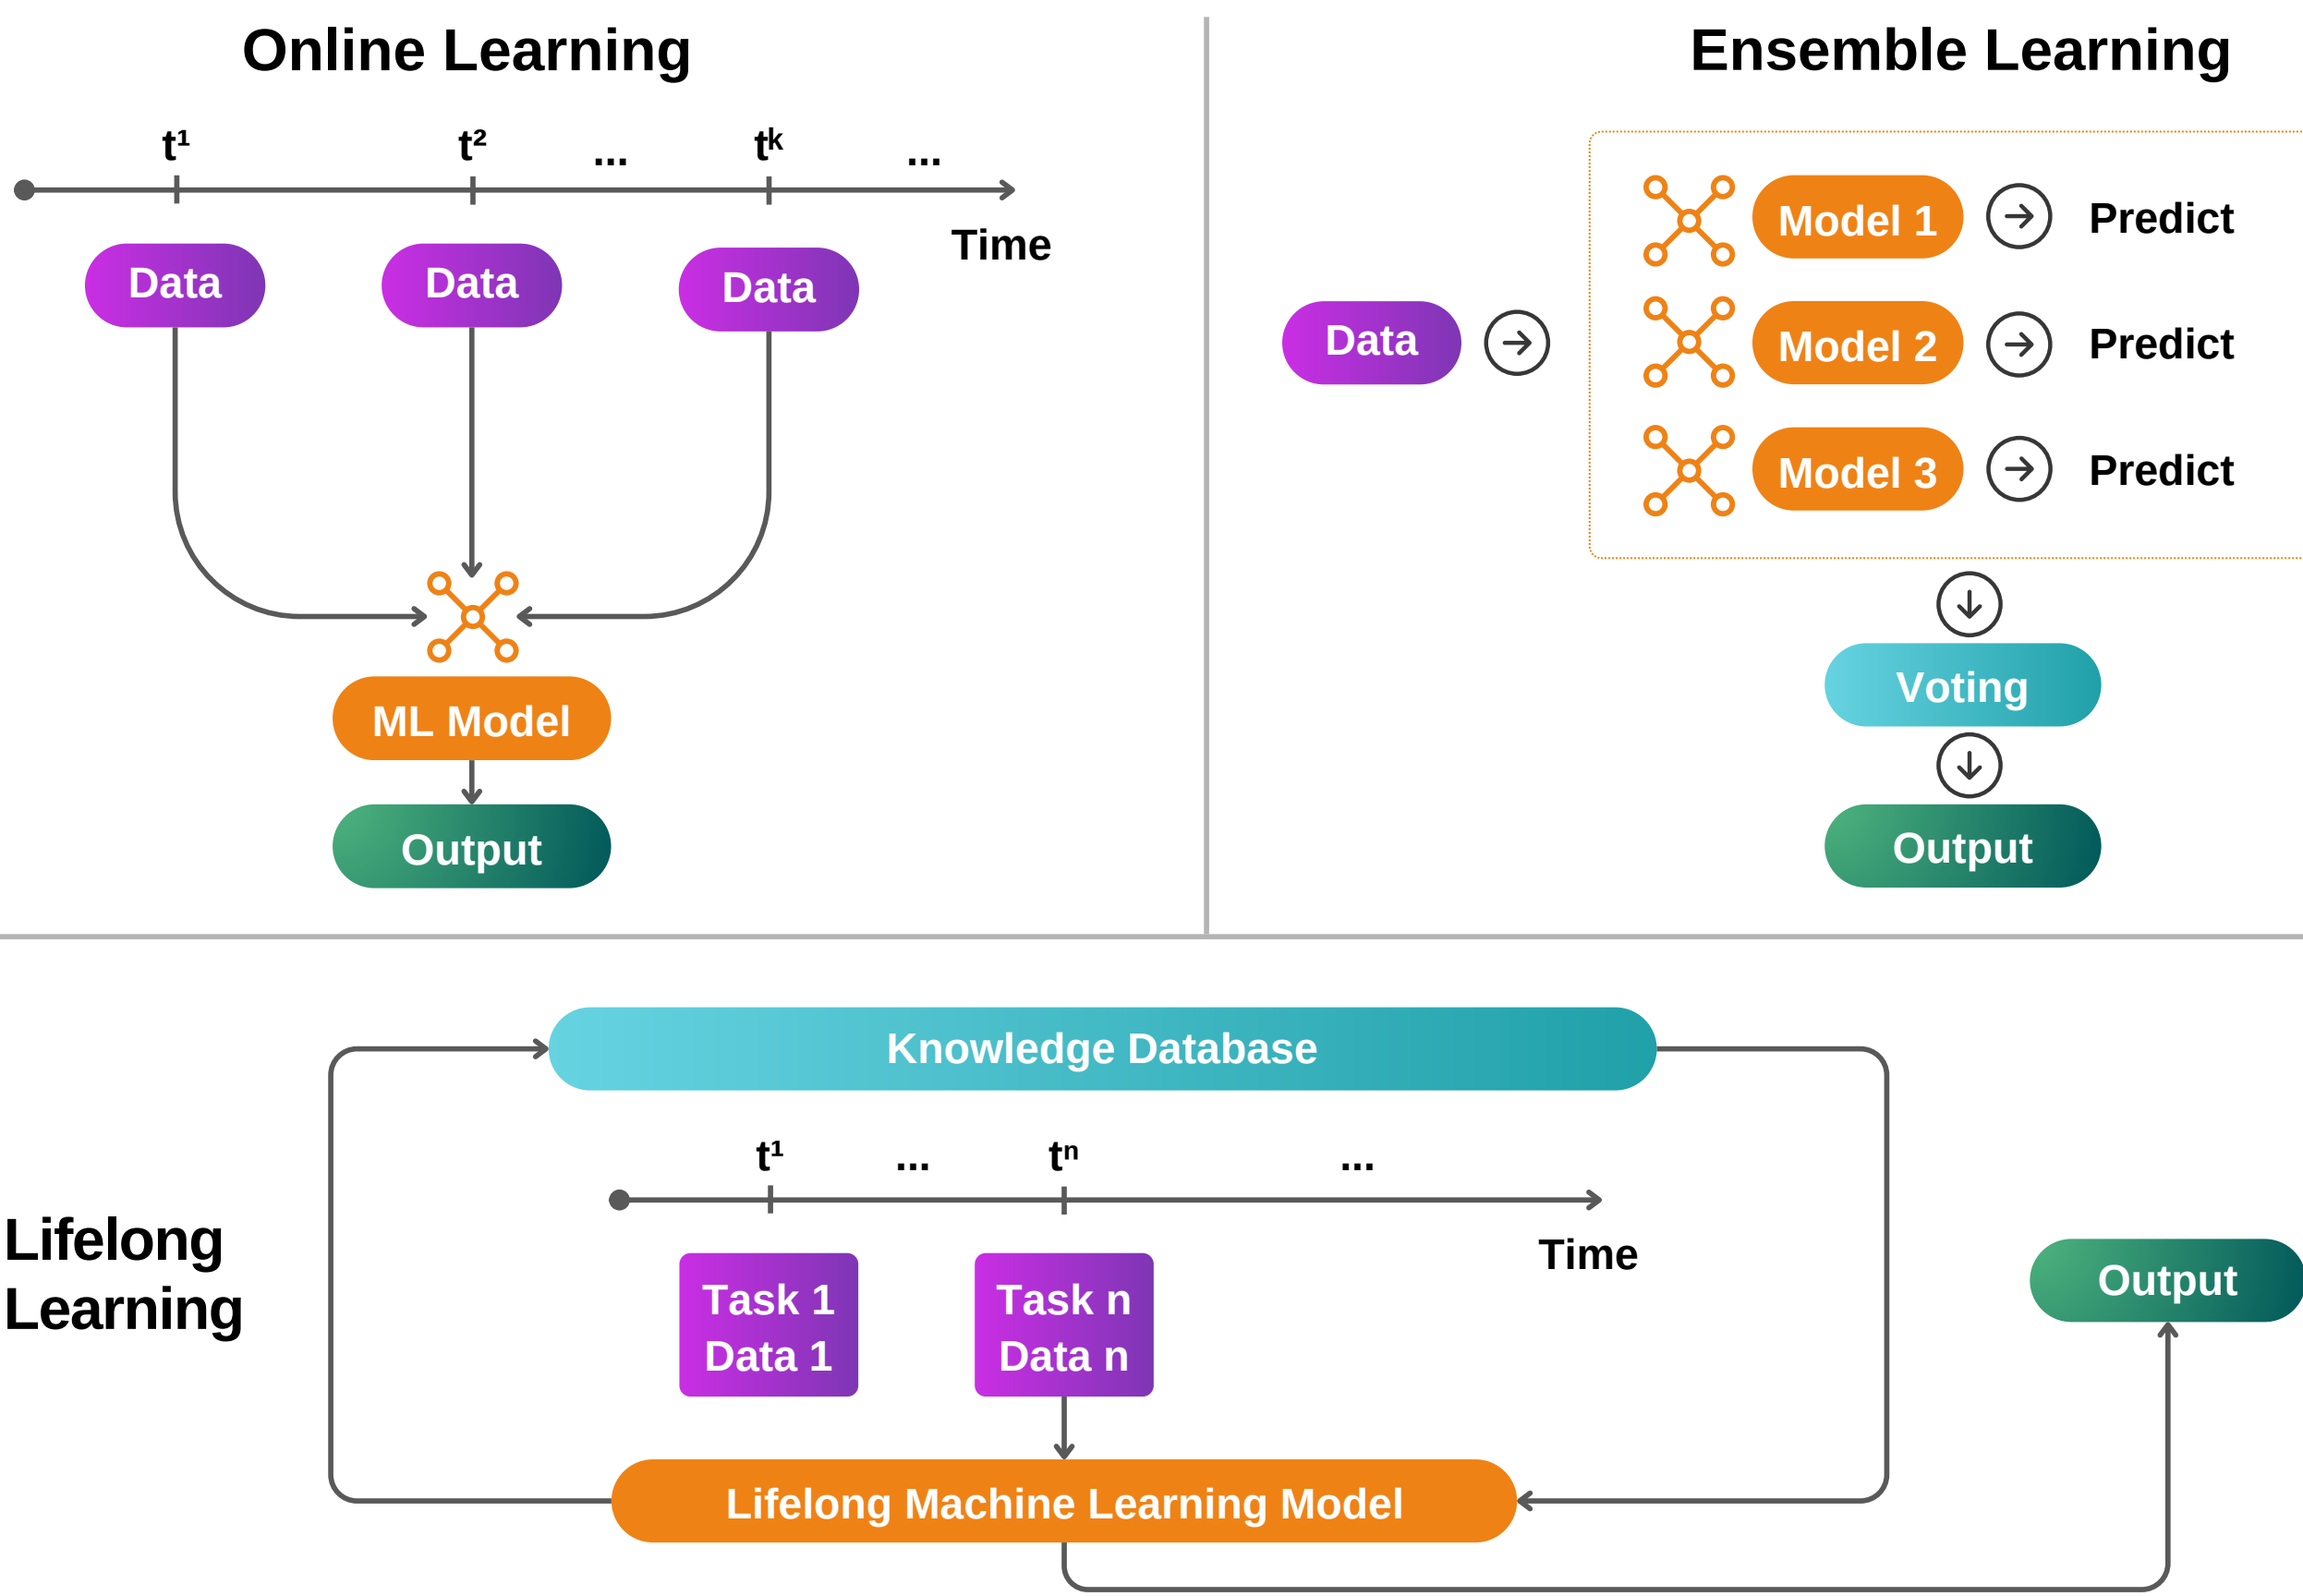 Online Learning
t¹ t² ... tᵏ ...
Time
Data Data Data
ML Model
Output
Ensemble Learning
Data
Model 1 Predict
Model 2 Predict
Model 3 Predict
Voting
Output
Lifelong
Learning
Knowledge Database
t¹ ... tⁿ ...
Time
Task 1
Data 1
Task n
Data n
Lifelong Machine Learning Model
Output